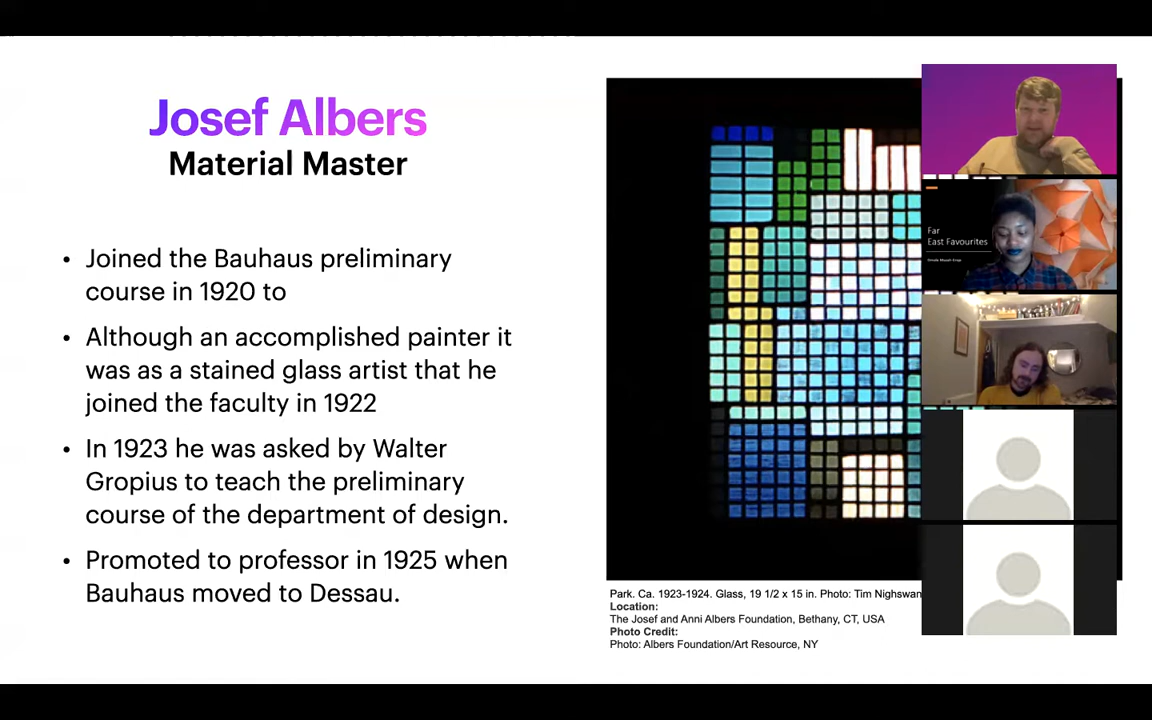 Josef Albers
Material Master
• Joined the Bauhaus preliminary
course in 1920 to
• Although an accomplished painter it
was as a stained glass artist that he
joined the faculty in 1922
• In 1923 he was asked by Walter
Gropius to teach the preliminary
course of the department of design.
• Promoted to professor in 1925 when
Bauhaus moved to Dessau.
Park. Ca. 1923-1924. Glass, 19 1/2 x 15 in. Photo: Tim Nighswan
Location:
The Josef and Anni Albers Foundation, Bethany, CT, USA
Photo Credit:
Photo: Albers Foundation/Art Resource, NY
Far
East Favourites